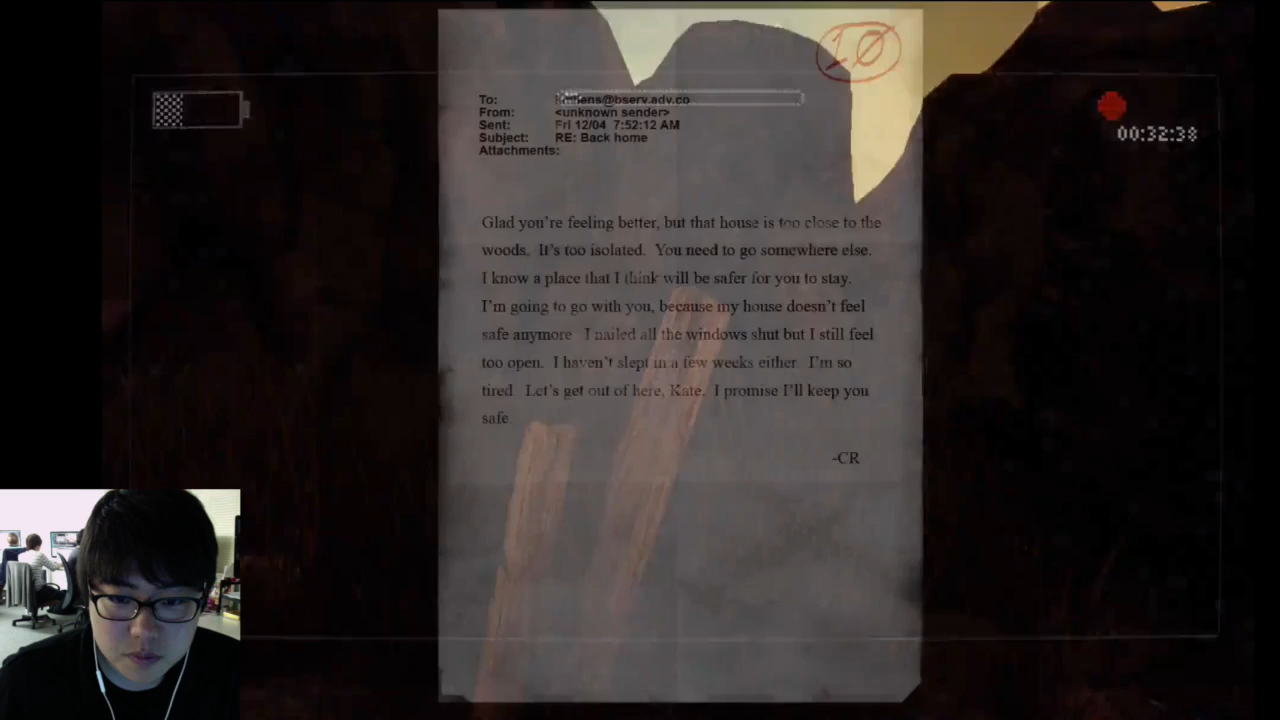 10
To: @bserv.adv.co
From: <unknown sender>
Sent: Fri 12/04 7:52:12 AM
Subject: RE: Back home
Attachments:
00:32:38
Glad you're feeling better, but that house is too close to the
woods. It's too isolated. You need to go somewhere else.
I know a place that I think will be safer for you to stay.
I'm going to go with you, because my house doesn't feel
safe anymore I nailed all the windows shut but I still feel
too open. I haven't slept in a few weeks either. I'm so
tired. Let's get out of here, Kate. I promise I'll keep you
safe.
-CR